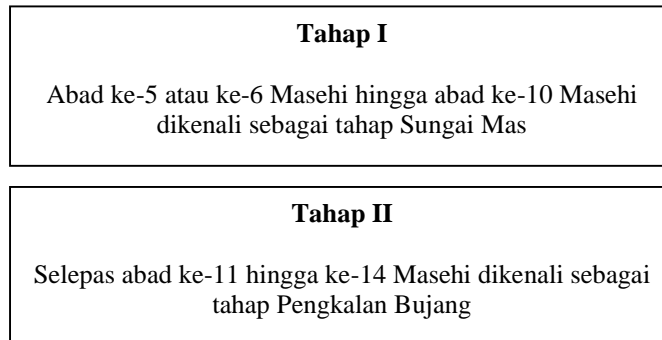 Tahap I
Abad ke-5 atau ke-6 Masehi hingga abad ke-10 Masehi
dikenali sebagai tahap Sungai Mas
Tahap II
Selepas abad ke-11 hingga ke-14 Masehi dikenali sebagai
tahap Pengkalan Bujang